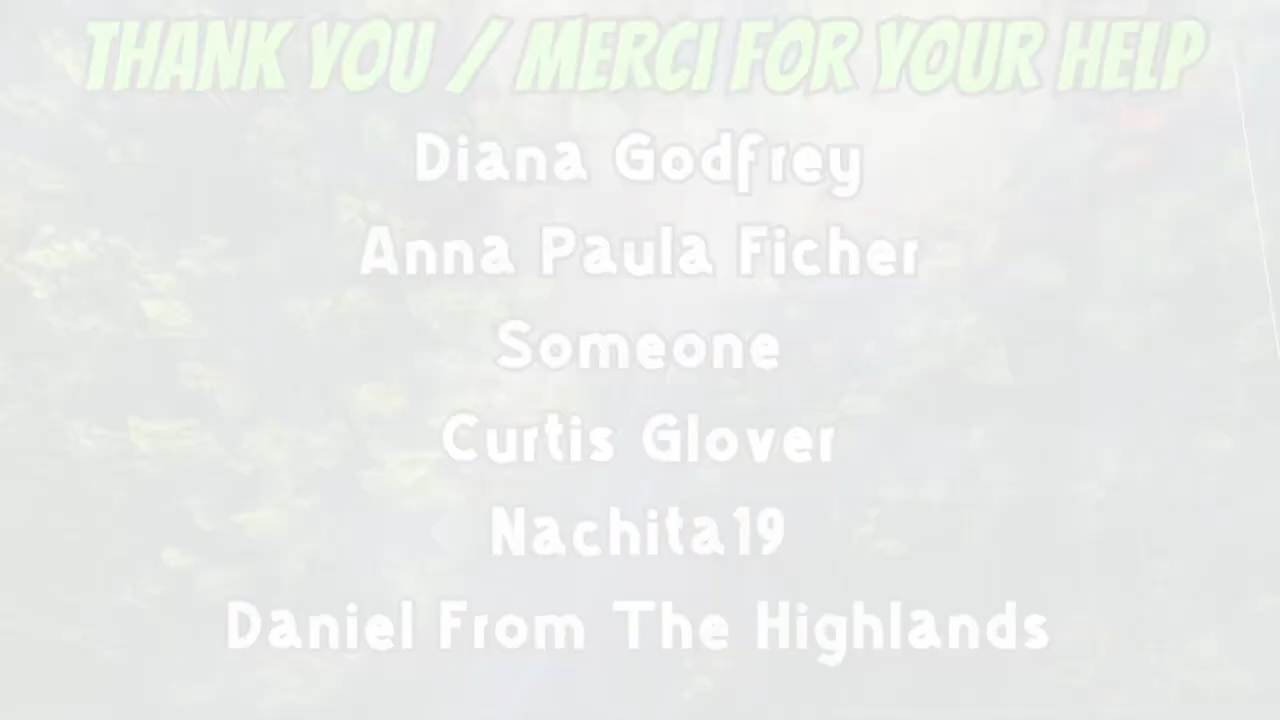 THANK YOU / MERCI FOR YOUR HELP
Diana Godfrey
Anna Paula Ficher
Someone
Curtis Glover
Nachita19
Daniel From The Highlands